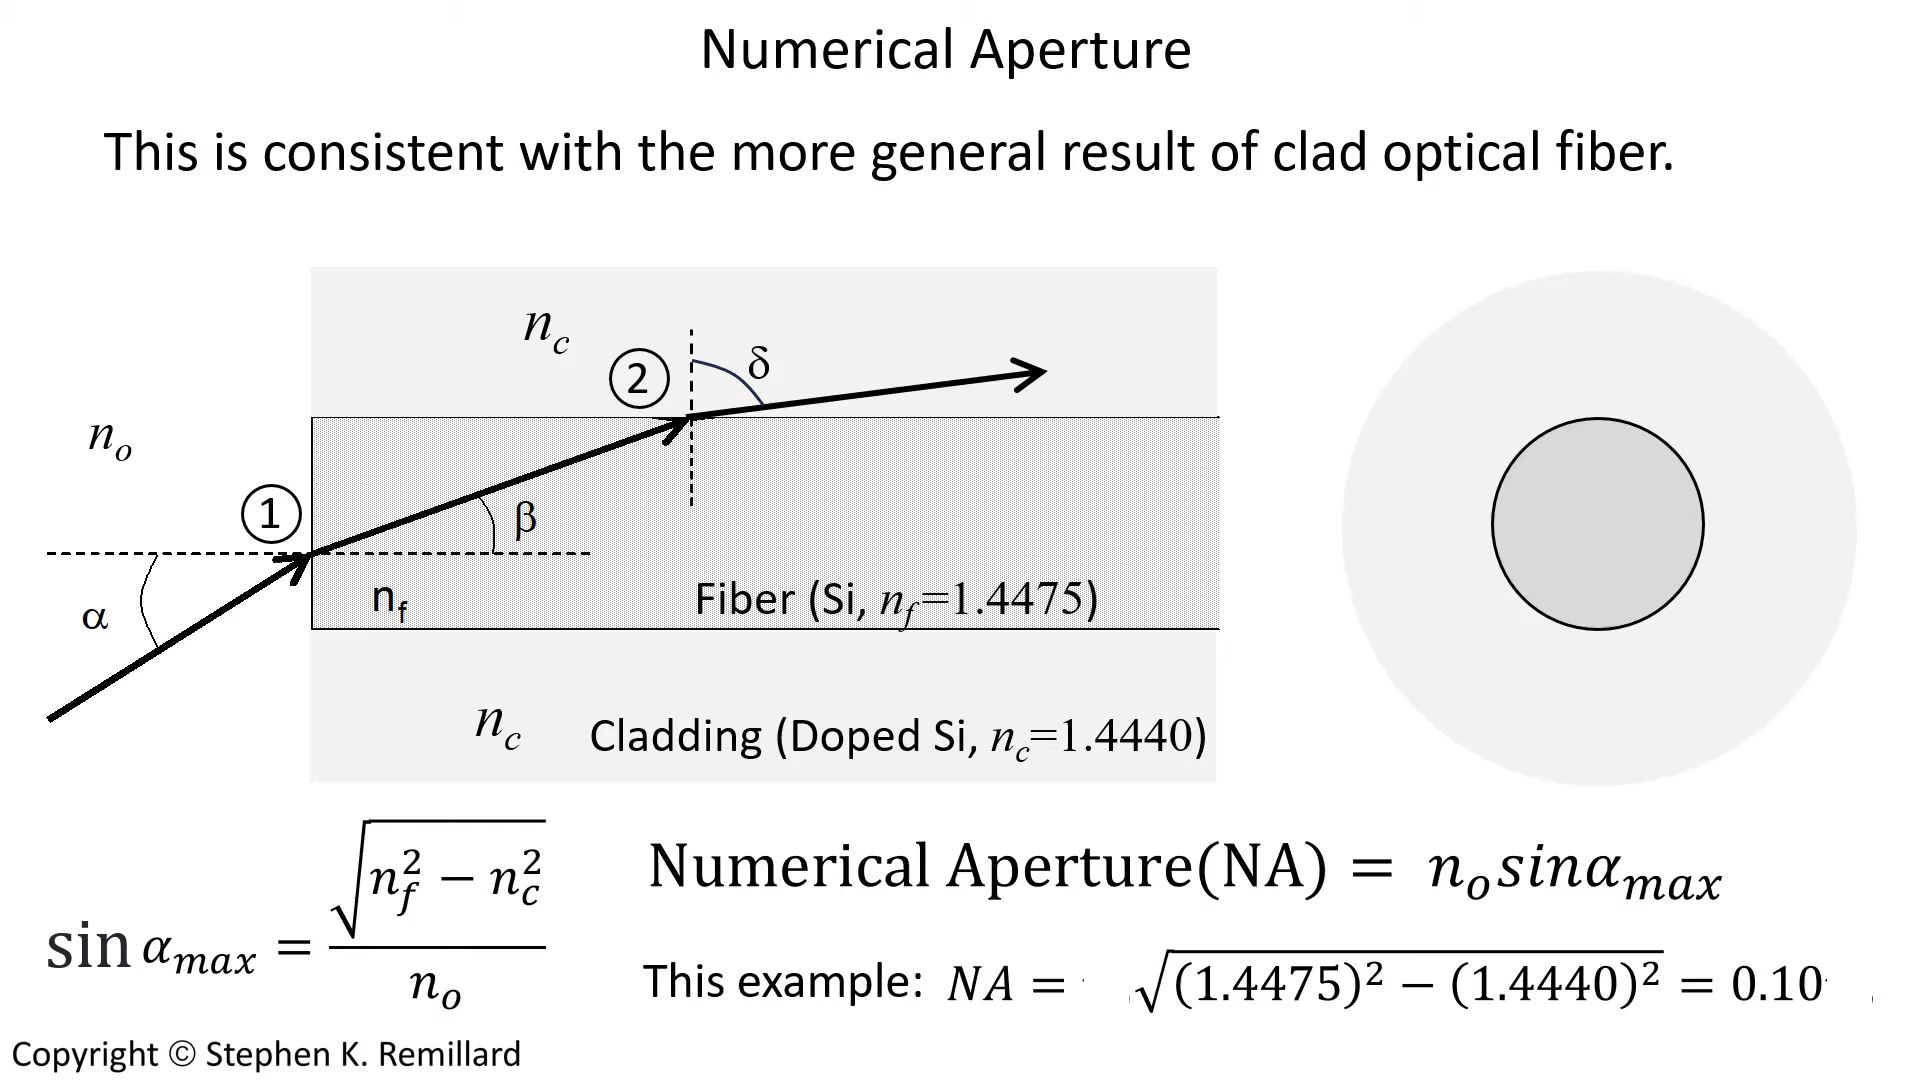 Numerical Aperture
This is consistent with the more general result of clad optical fiber.
n_c
② δ
n_o
① β
n_f Fiber (Si, n_f=1.4475)
α
n_c Cladding (Doped Si, n_c=1.4440)
sin α_max = √(n_f² − n_c²) / n_o
Numerical Aperture(NA) = n_o sinα_max
This example: NA = √((1.4475)² − (1.4440)²) = 0.10
Copyright © Stephen K. Remillard